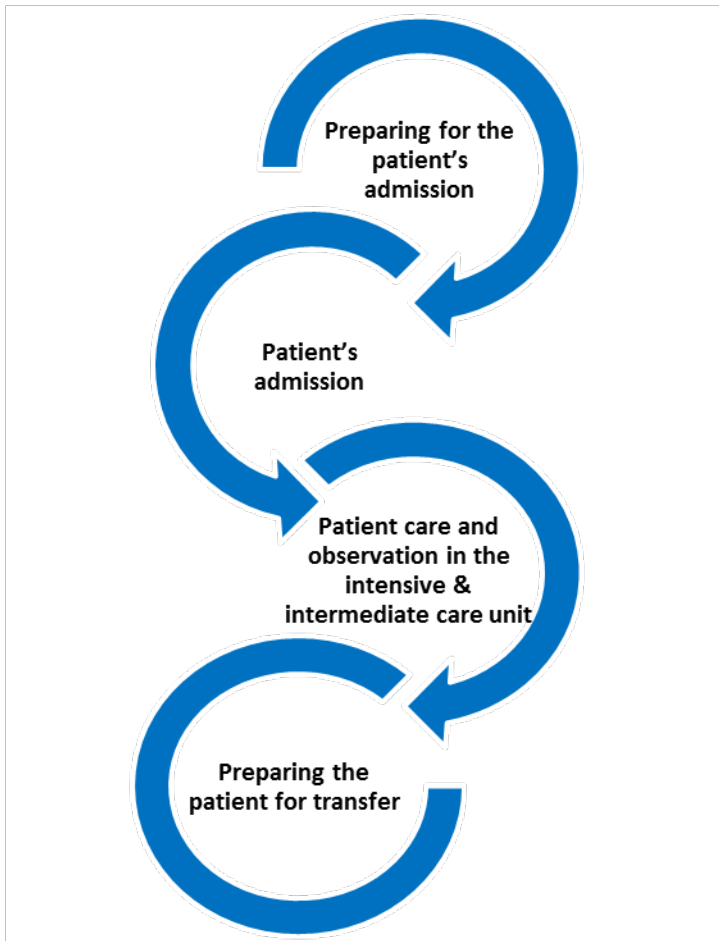 Preparing for the
patient’s
admission
Patient’s
admission
Patient care and
observation in the
intensive &
intermediate care unit
Preparing the
patient for transfer